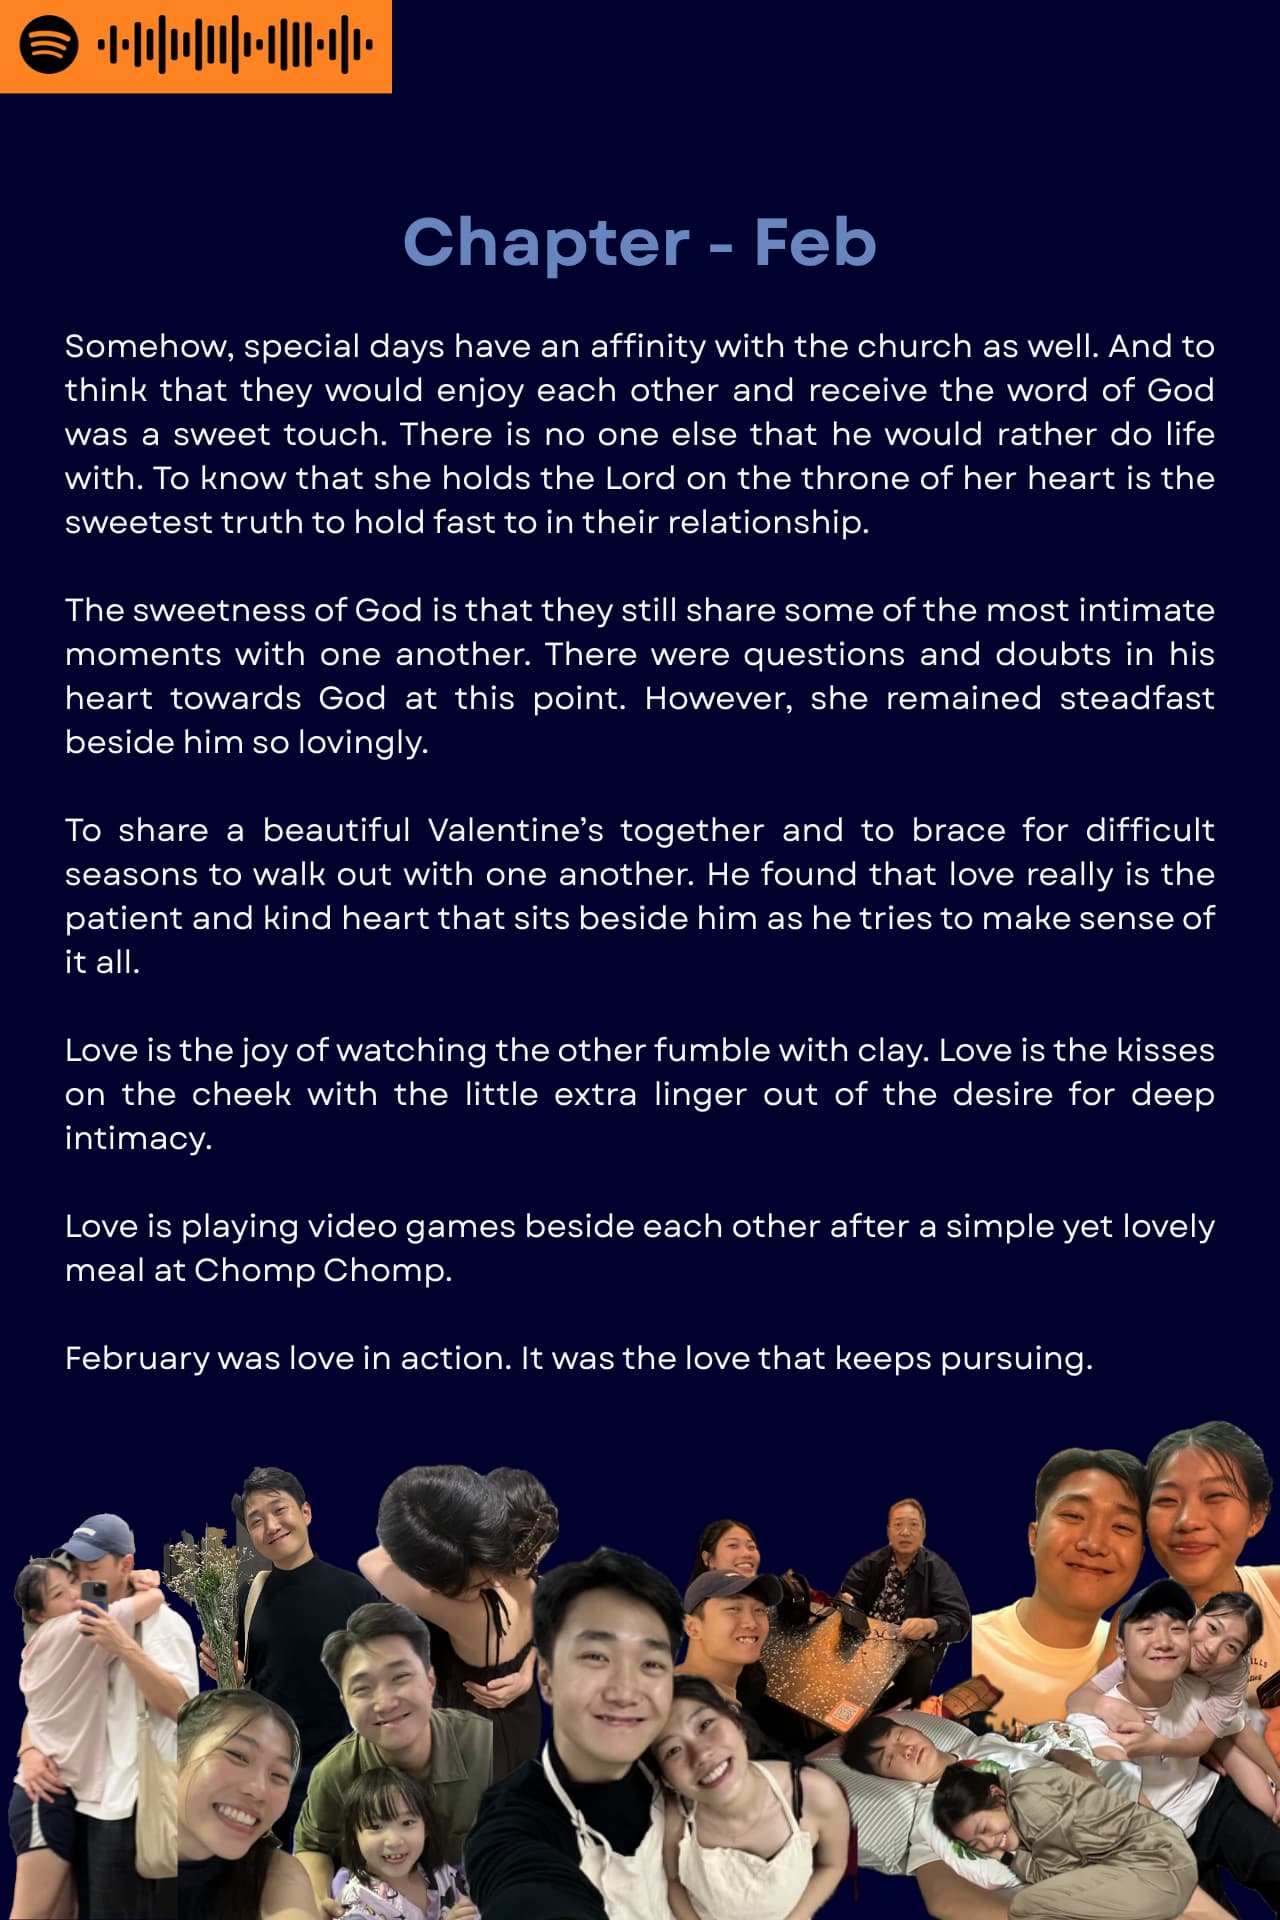 Chapter - Feb
Somehow, special days have an affinity with the church as well. And to
think that they would enjoy each other and receive the word of God
was a sweet touch. There is no one else that he would rather do life
with. To know that she holds the Lord on the throne of her heart is the
sweetest truth to hold fast to in their relationship.
The sweetness of God is that they still share some of the most intimate
moments with one another. There were questions and doubts in his
heart towards God at this point. However, she remained steadfast
beside him so lovingly.
To share a beautiful Valentine’s together and to brace for difficult
seasons to walk out with one another. He found that love really is the
patient and kind heart that sits beside him as he tries to make sense of
it all.
Love is the joy of watching the other fumble with clay. Love is the kisses
on the cheek with the little extra linger out of the desire for deep
intimacy.
Love is playing video games beside each other after a simple yet lovely
meal at Chomp Chomp.
February was love in action. It was the love that keeps pursuing.